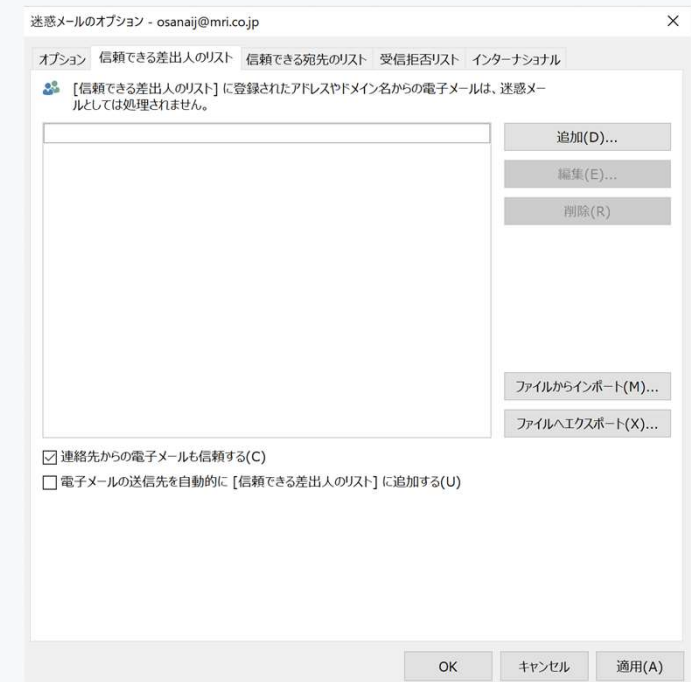 迷惑メールのオプション - osanaij@mri.co.jp
オプション 信頼できる差出人のリスト 信頼できる宛先のリスト 受信拒否リスト インターナショナル
[信頼できる差出人のリスト] に登録されたアドレスやドメイン名からの電子メールは、迷惑メー
ルとしては処理されません。
追加(D)...
編集(E)...
削除(R)
ファイルからインポート(M)...
ファイルへエクスポート(X)...
連絡先からの電子メールも信頼する(C)
電子メールの送信先を自動的に [信頼できる差出人のリスト] に追加する(U)
OK キャンセル 適用(A)